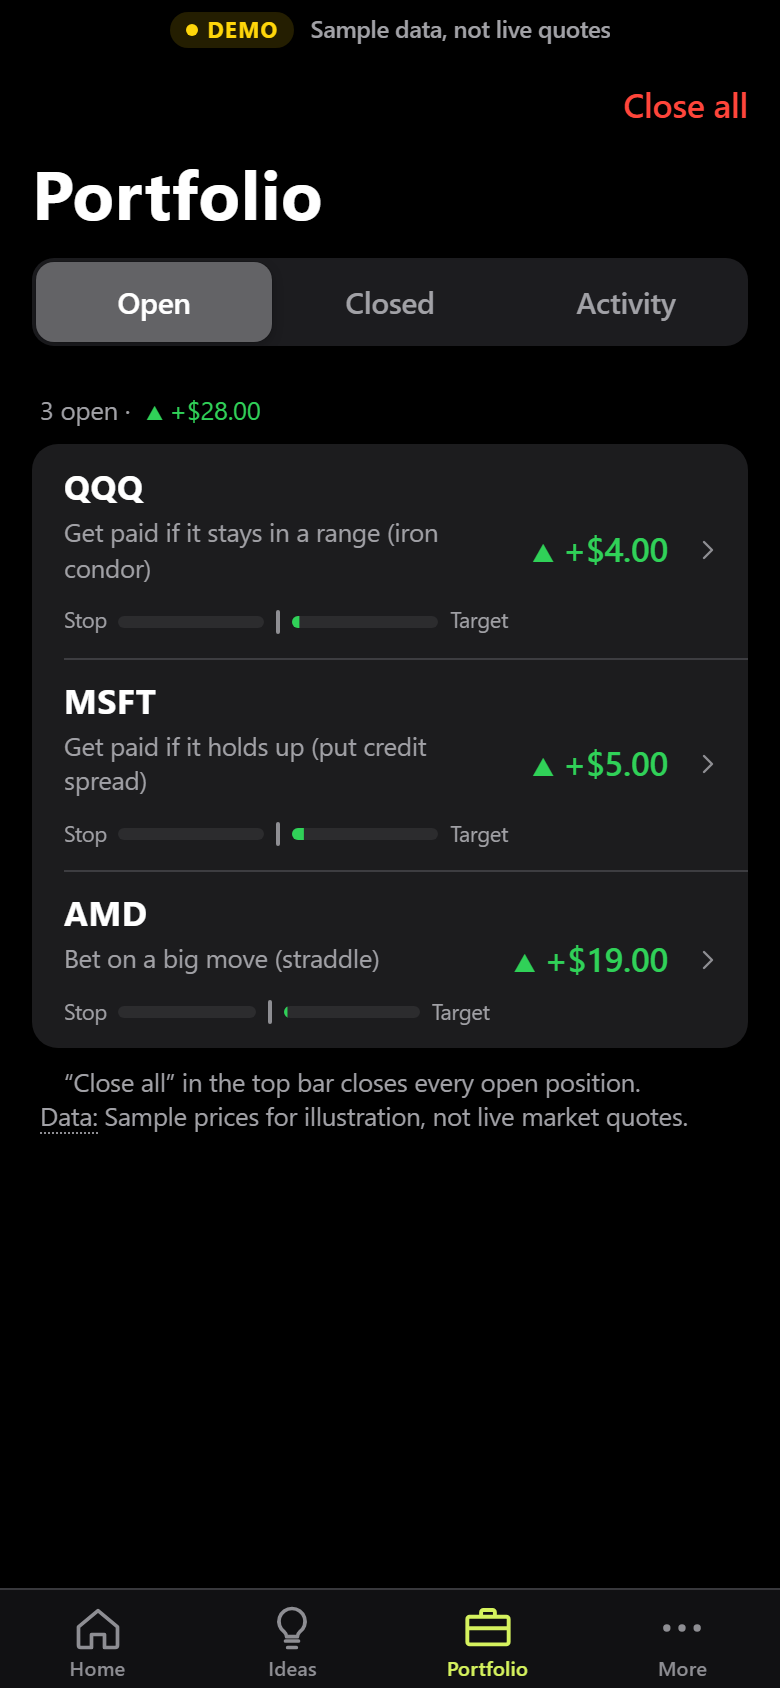 DEMO Sample data, not live quotes
Close all
Portfolio
Open Closed Activity
3 open · ▲ +$28.00
QQQ
Get paid if it stays in a range (iron
condor)
▲ +$4.00
Stop Target
MSFT
Get paid if it holds up (put credit
spread)
▲ +$5.00
Stop Target
AMD
Bet on a big move (straddle)
▲ +$19.00
Stop Target
“Close all” in the top bar closes every open position.
Data: Sample prices for illustration, not live market quotes.
Home Ideas Portfolio More